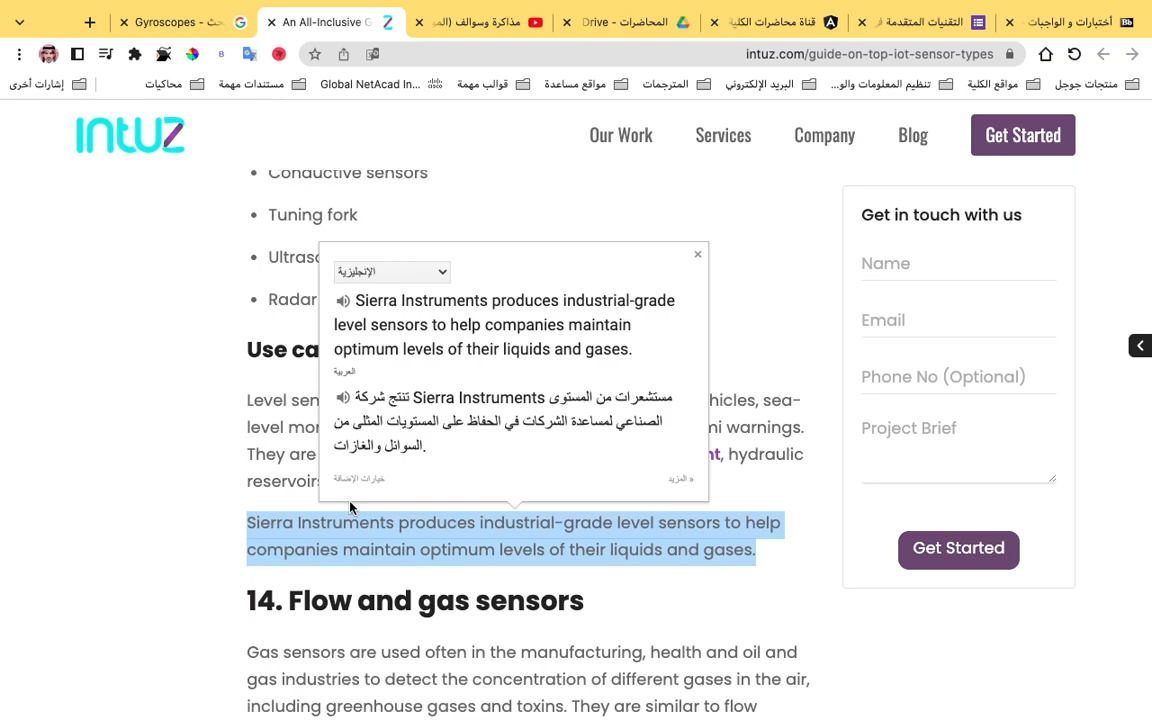 Gyroscopes - بحث
An All-Inclusive G
مذكرة وسوالف (المو
المحاضرات - Drive
قناة محاضرات الكلية
التقنيات المتقدمة في
أختبارات و الواجبات
Bb
intuz.com/guide-on-top-iot-sensor-types
منتجات جوجل
مواقع الكلية
تنظيم المعلومات والو...
البريد الإلكتروني
المترجمات
مواقع مساعدة
قوالب مهمة
Global NetAcad In...
مستندات مهمة
محاكيات
إشارات أخرى
INtUZ
Our Work
Services
Company
Blog
Get Started
• Conductive sensors
• Tuning fork
• Ultraso
• Radar
Use ca
Level sen
hicles, sea-
level mor
mi warnings.
They are
nt, hydraulic
reservoirs
الإنجليزية
Sierra Instruments produces industrial-grade
level sensors to help companies maintain
optimum levels of their liquids and gases.
العربية
تنتج شركة Sierra Instruments مستشعرات من المستوى
الصناعي لمساعدة الشركات في الحفاظ على المستويات المثلى من
السوائل والغازات.
خيارات الإضافة
المزيد »
Sierra Instruments produces industrial-grade level sensors to help
companies maintain optimum levels of their liquids and gases.
14. Flow and gas sensors
Gas sensors are used often in the manufacturing, health and oil and
gas industries to detect the concentration of different gases in the air,
including greenhouse gases and toxins. They are similar to flow
Get in touch with us
Name
Email
Phone No (Optional)
Project Brief
Get Started